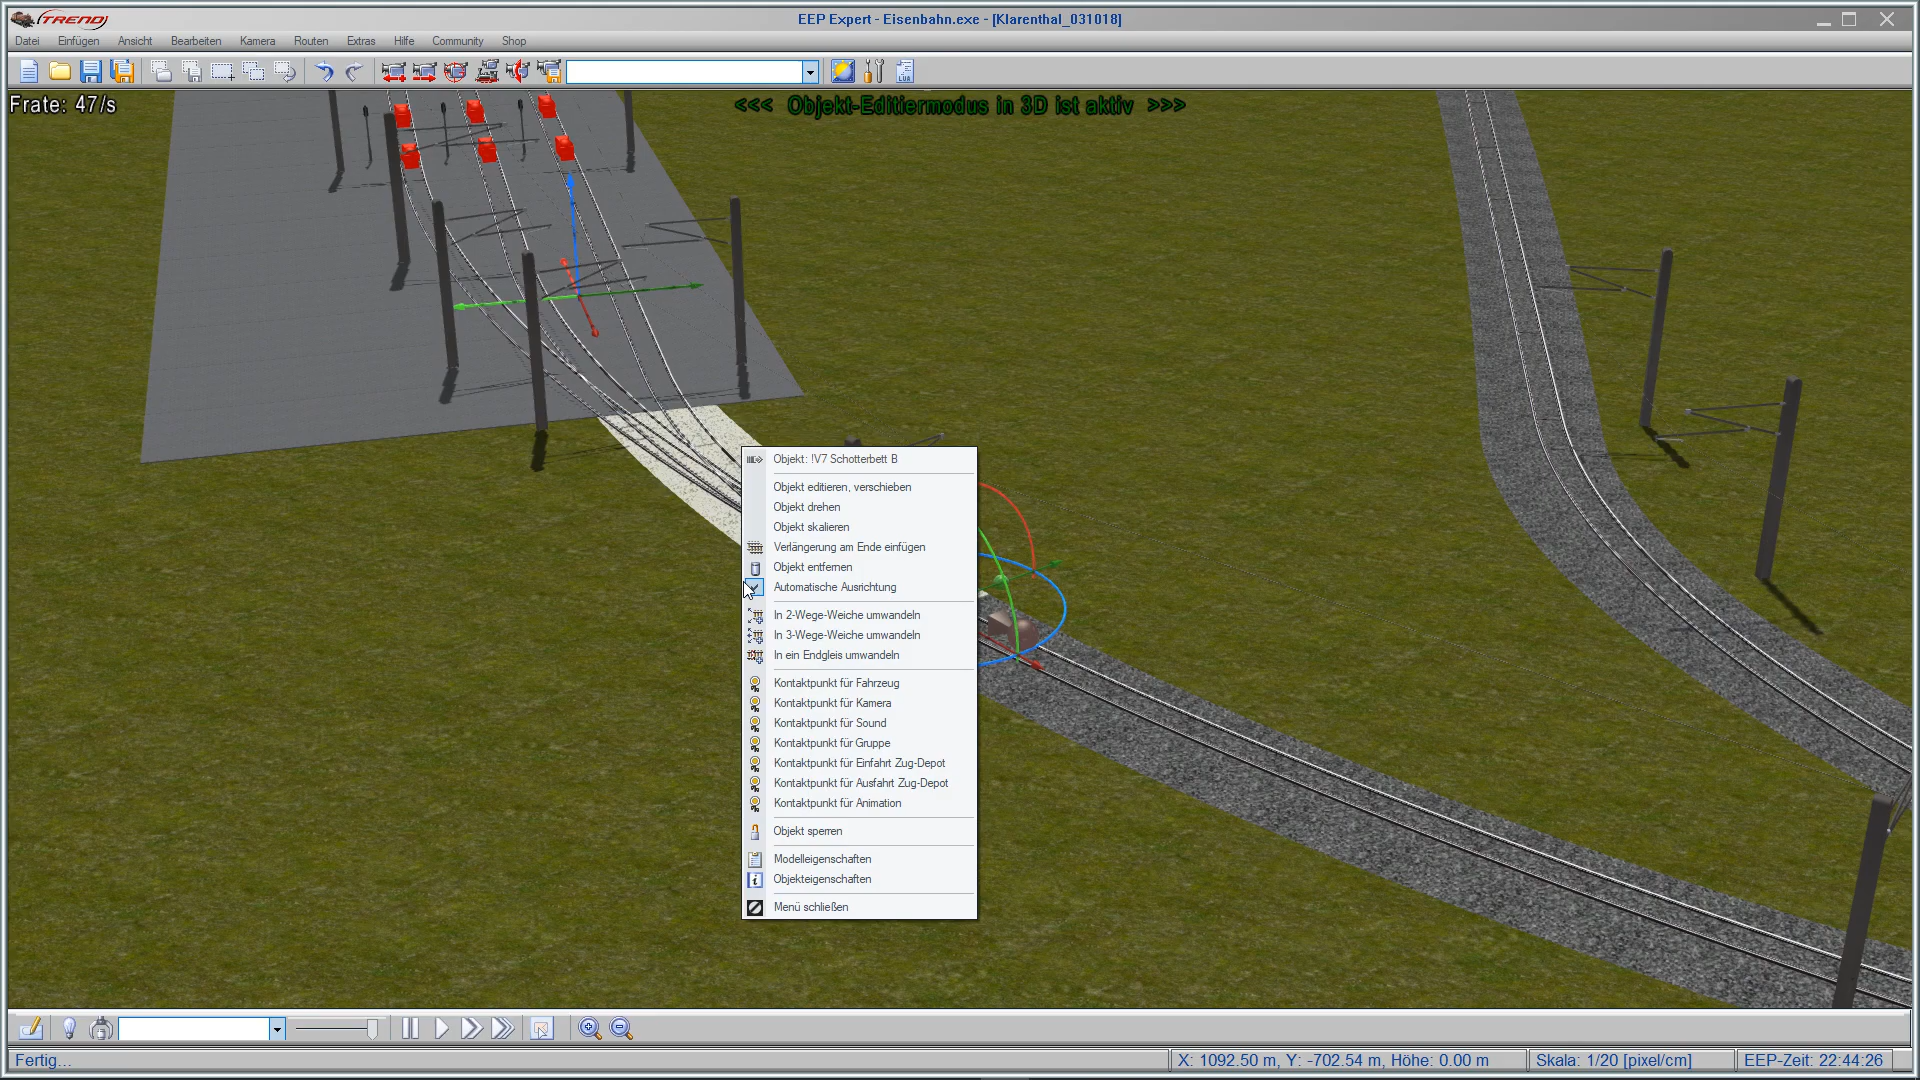 TREND
EEP Expert - Eisenbahn.exe - [Klarenthal_031018]
Datei Einfügen Ansicht Bearbeiten Kamera Routen Extras Hilfe Community Shop
Frate: 47/s
<<< Objekt-Editiermodus in 3D ist aktiv >>>
Objekt: !V7 Schotterbett B
Objekt editieren, verschieben
Objekt drehen
Objekt skalieren
Verlängerung am Ende einfügen
Objekt entfernen
Automatische Ausrichtung
In 2-Wege-Weiche umwandeln
In 3-Wege-Weiche umwandeln
In ein Endgleis umwandeln
Kontaktpunkt für Fahrzeug
Kontaktpunkt für Kamera
Kontaktpunkt für Sound
Kontaktpunkt für Gruppe
Kontaktpunkt für Einfahrt Zug-Depot
Kontaktpunkt für Ausfahrt Zug-Depot
Kontaktpunkt für Animation
Objekt sperren
Modelleigenschaften
Objekteigenschaften
Menü schließen
Fertig...
X: 1092.50 m, Y: -702.54 m, Höhe: 0.00 m
Skala: 1/20 [pixel/cm]
EEP-Zeit: 22:44:26